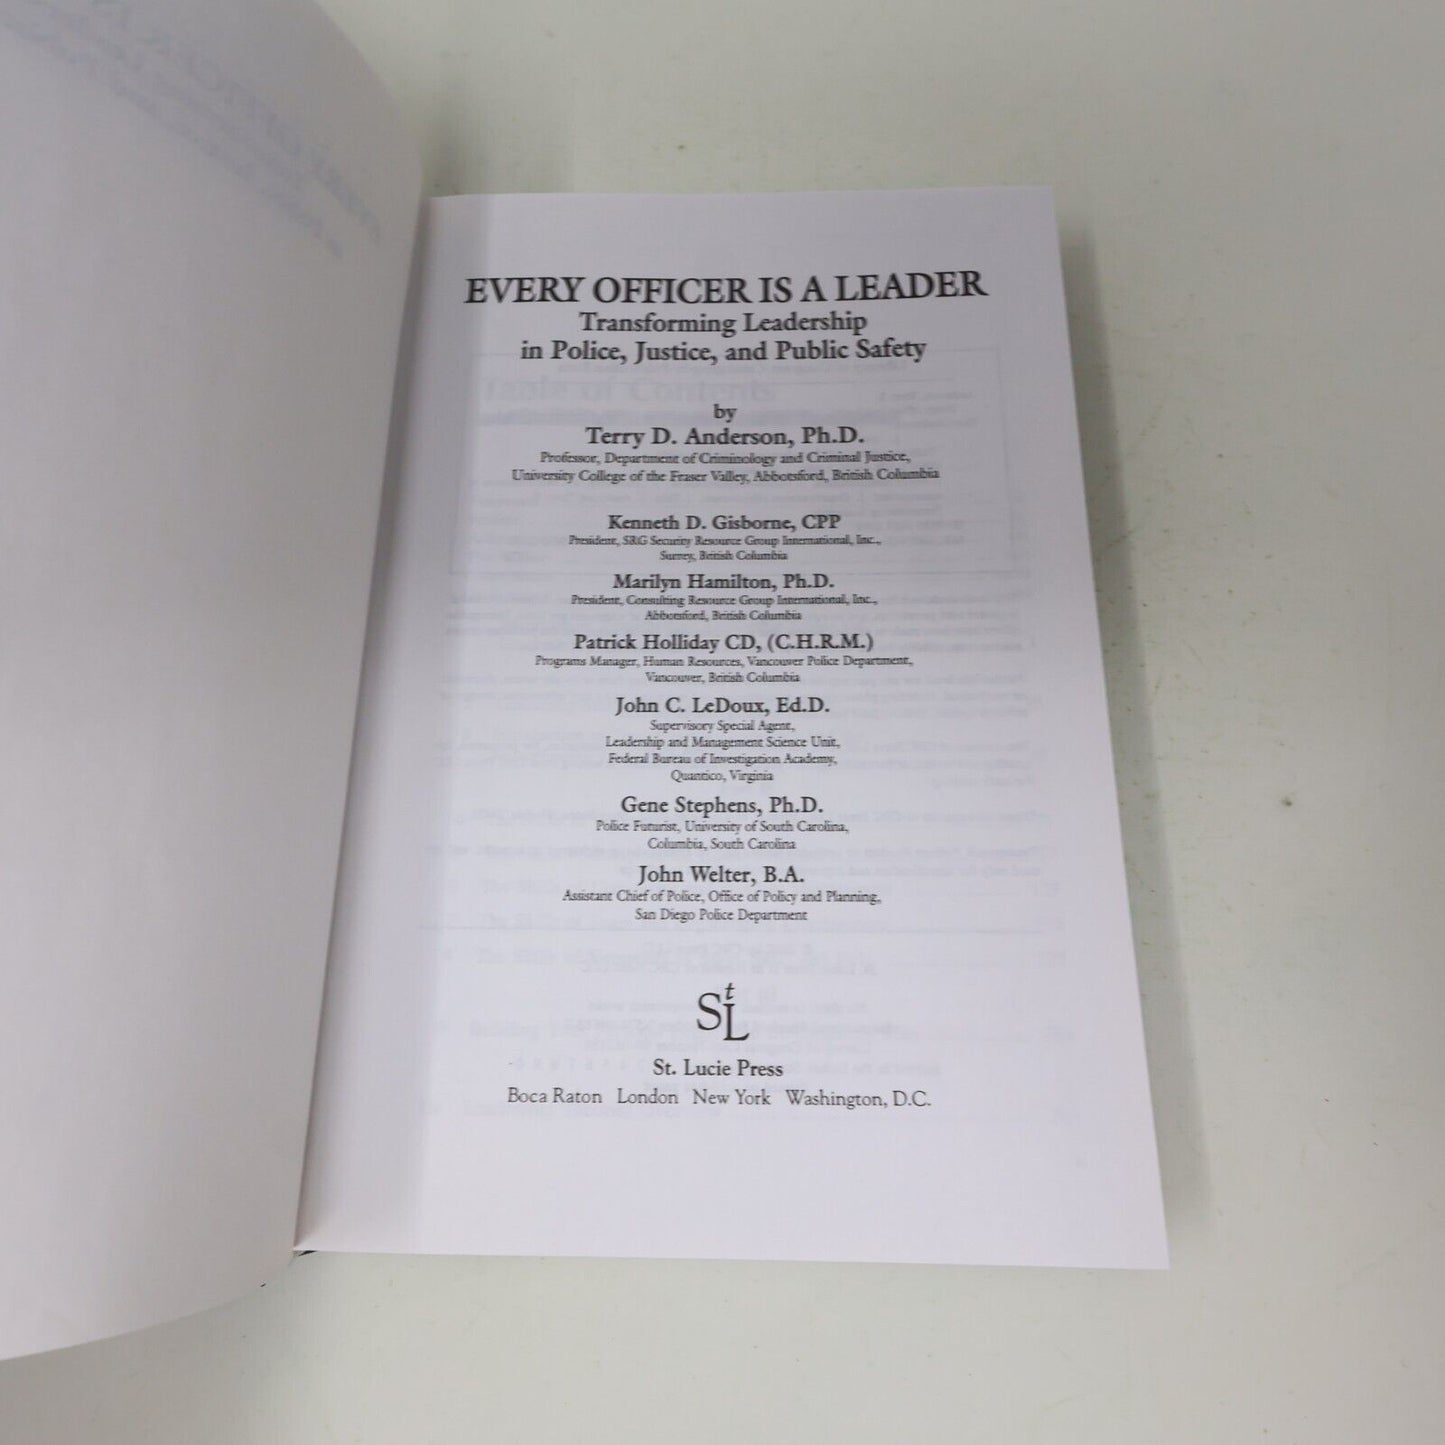 EVERY OFFICER IS A LEADER
Transforming Leadership
in Police, Justice, and Public Safety
by
Terry D. Anderson, Ph.D.
Professor, Department of Criminology and Criminal Justice,
University College of the Fraser Valley, Abbotsford, British Columbia
Kenneth D. Gisborne, CPP
President, SRG Security Resource Group International, Inc.,
Surrey, British Columbia
Marilyn Hamilton, Ph.D.
President, Consulting Resource Group International, Inc.,
Abbotsford, British Columbia
Patrick Holliday CD, (C.H.R.M.)
Programs Manager, Human Resources, Vancouver Police Department,
Vancouver, British Columbia
John C. LeDoux, Ed.D.
Supervisory Special Agent,
Leadership and Management Science Unit,
Federal Bureau of Investigation Academy,
Quantico, Virginia
Gene Stephens, Ph.D.
Police Futurist, University of South Carolina,
Columbia, South Carolina
John Welter, B.A.
Assistant Chief of Police, Office of Policy and Planning,
San Diego Police Department
StL
St. Lucie Press
Boca Raton London New York Washington, D.C.